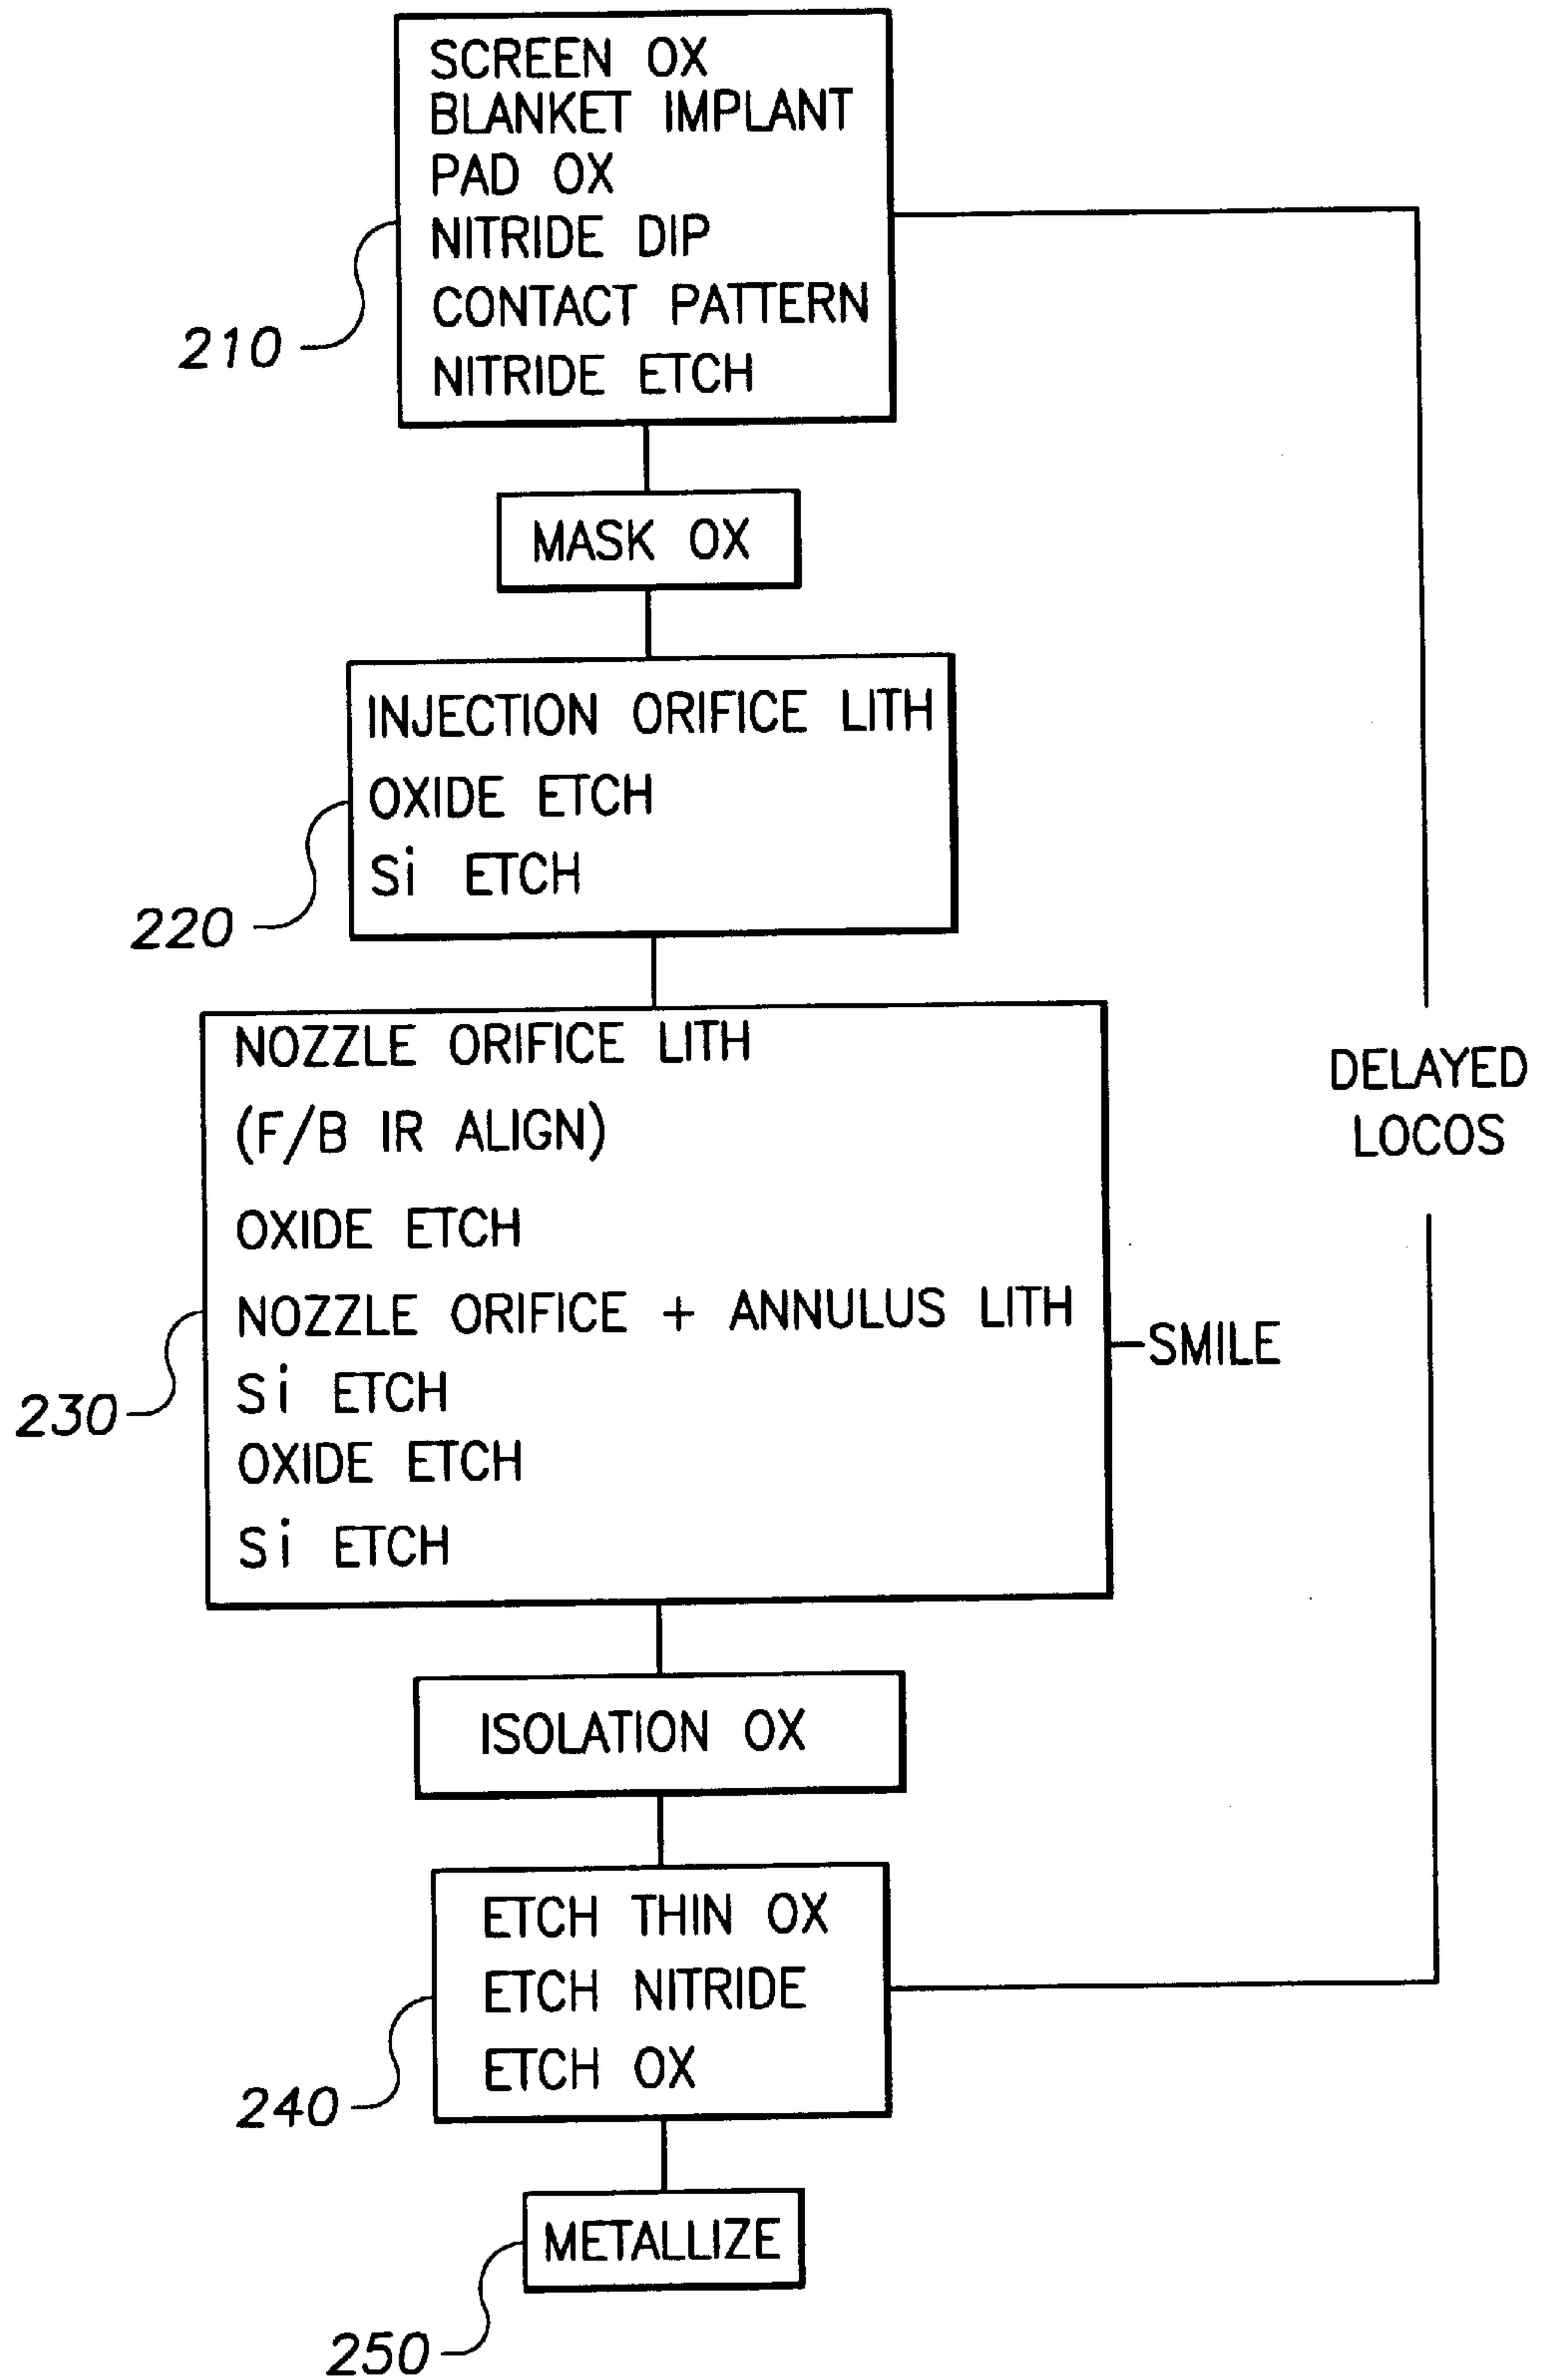 SCREEN OX
BLANKET IMPLANT
PAD OX
NITRIDE DIP
CONTACT PATTERN
NITRIDE ETCH
210
MASK OX
INJECTION ORIFICE LITH
OXIDE ETCH
Si ETCH
220
NOZZLE ORIFICE LITH
(F/B IR ALIGN)
OXIDE ETCH
NOZZLE ORIFICE + ANNULUS LITH
Si ETCH
OXIDE ETCH
Si ETCH
230
SMILE
DELAYED
LOCOS
ISOLATION OX
ETCH THIN OX
ETCH NITRIDE
ETCH OX
240
METALLIZE
250